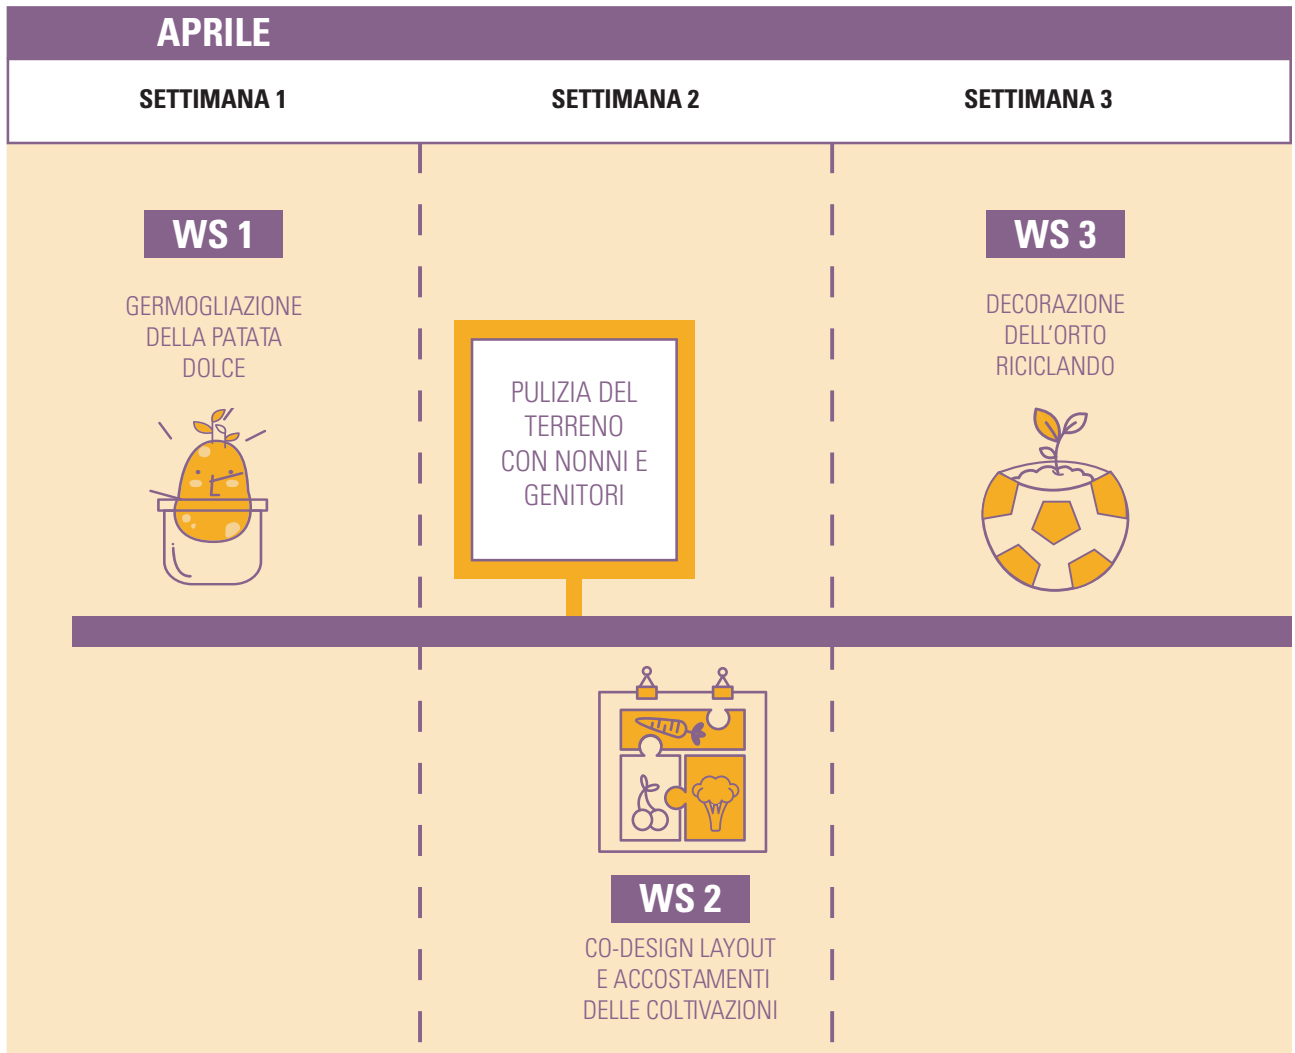 APRILE
SETTIMANA 1
SETTIMANA 2
SETTIMANA 3
WS 1
GERMOGLIAZIONE
DELLA PATATA
DOLCE
PULIZIA DEL
TERRENO
CON NONNI E
GENITORI
WS 3
DECORAZIONE
DELL'ORTO
RICICLANDO
WS 2
CO-DESIGN LAYOUT
E ACCOSTAMENTI
DELLE COLTIVAZIONI